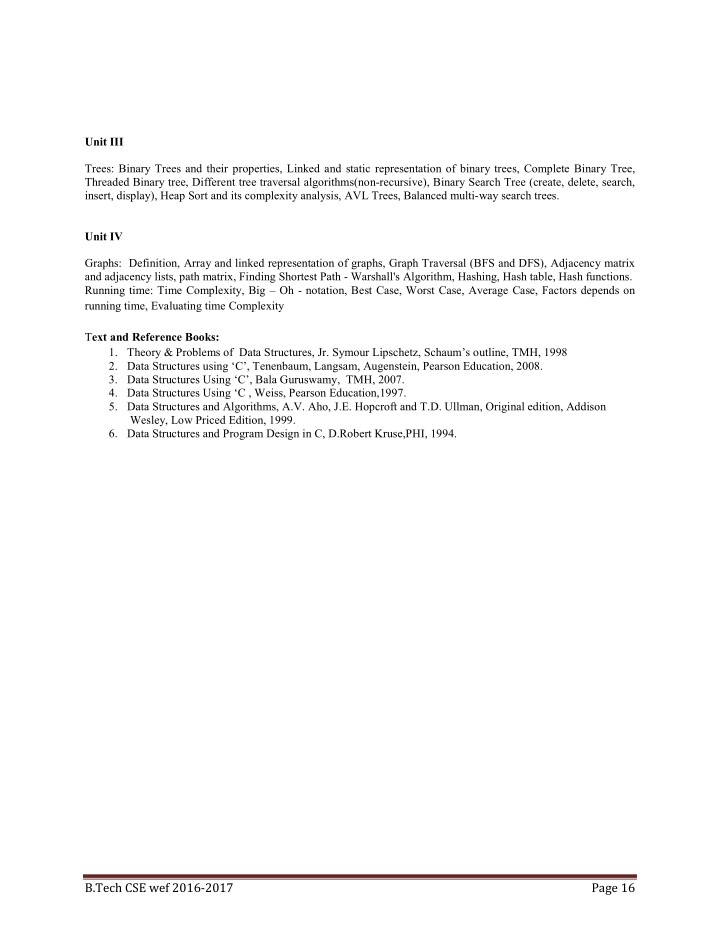 Unit III
Trees: Binary Trees and their properties, Linked and static representation of binary trees, Complete Binary Tree,
Threaded Binary tree, Different tree traversal algorithms(non-recursive), Binary Search Tree (create, delete, search,
insert, display), Heap Sort and its complexity analysis, AVL Trees, Balanced multi-way search trees.
Unit IV
Graphs:  Definition, Array and linked representation of graphs, Graph Traversal (BFS and DFS), Adjacency matrix
and adjacency lists, path matrix, Finding Shortest Path - Warshall's Algorithm, Hashing, Hash table, Hash functions.
Running time: Time Complexity, Big – Oh - notation, Best Case, Worst Case, Average Case, Factors depends on
running time, Evaluating time Complexity
Text and Reference Books:
1. Theory & Problems of  Data Structures, Jr. Symour Lipschetz, Schaum’s outline, TMH, 1998
2. Data Structures using ‘C’, Tenenbaum, Langsam, Augenstein, Pearson Education, 2008.
3. Data Structures Using ‘C’, Bala Guruswamy,  TMH, 2007.
4. Data Structures Using ‘C , Weiss, Pearson Education,1997.
5. Data Structures and Algorithms, A.V. Aho, J.E. Hopcroft and T.D. Ullman, Original edition, Addison
Wesley, Low Priced Edition, 1999.
6. Data Structures and Program Design in C, D.Robert Kruse,PHI, 1994.
B.Tech CSE wef 2016-2017 Page 16